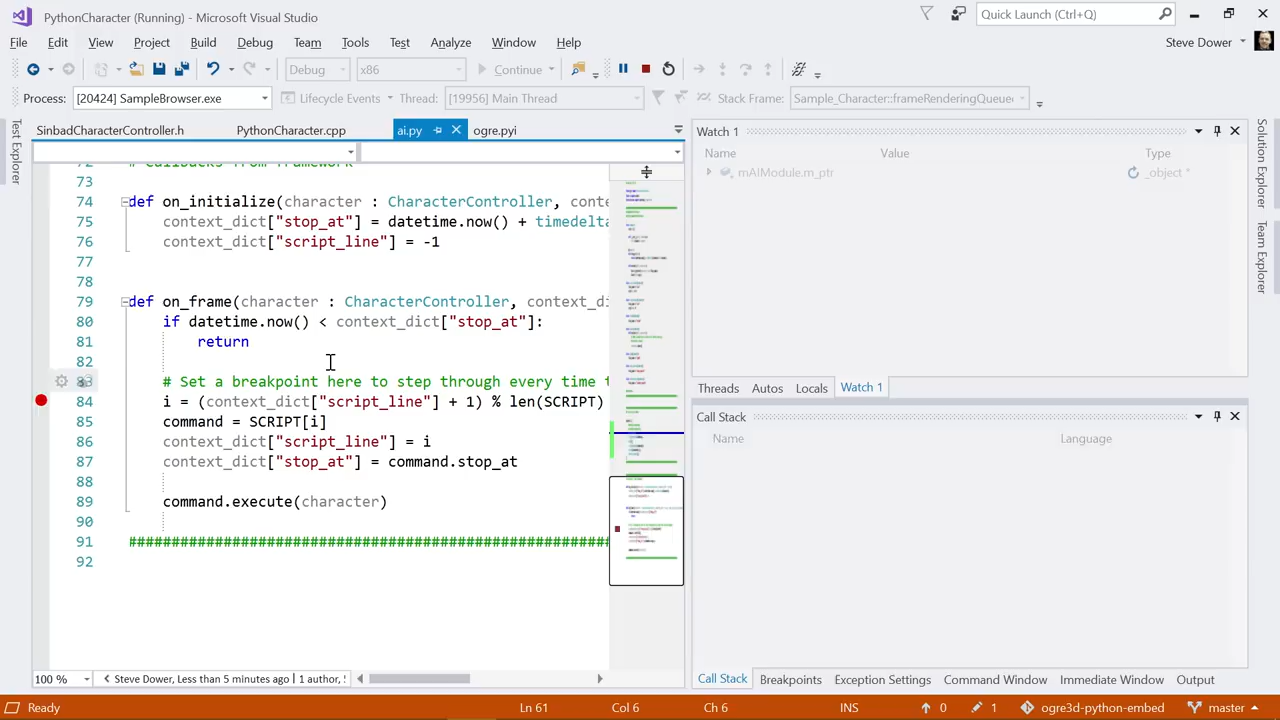 PythonCharacter (Running) - Microsoft Visual Studio
Quick Launch (Ctrl+Q)
File Edit View Project Build Debug Team Tools Test Analyze Window Help
Steve Dower
Debug x86 Continue
Process: [20424] SampleBrowser.exe Lifecycle Events Thread: [19956] Main Thread Stack Frame: Sample_Character::frameRenderingQueue
Test Explorer
SinbadCharacterController.h PythonCharacter.cpp ai.py ogre.pyi
73
74 def on_initialize(character CharacterController, conte
75 context_dict["stop_at"] datetime.now() + timedelta
76 context_dict["script_line"] = -1
77
78
79 def on_frame(character : CharacterController, context_di
80 if datetime.now() < context_dict["stop_at"]:
81 return
82
83 # Set a breakpoint here to step through every time t
84 i = (context_dict["script_line"] + 1) % len(SCRIPT)
85 command = SCRIPT[i]
86 context_dict["script_line"] = i
87 context_dict["stop_at"] = command.stop_at
88
89 command.execute(character)
90
91 ################################################
92
100 %
Steve Dower, Less than 5 minutes ago | 1 author,
Watch 1
Name Value Type
mAIModule.m_ptr _object *
Threads Autos Locals Watch 1
Call Stack
Name Language
Call Stack Breakpoints Exception Settings Command Window Immediate Window Output
Solution Explorer
Team Explorer
Ready Ln 61 Col 6 Ch 6 INS 0 1 ogre3d-python-embed master